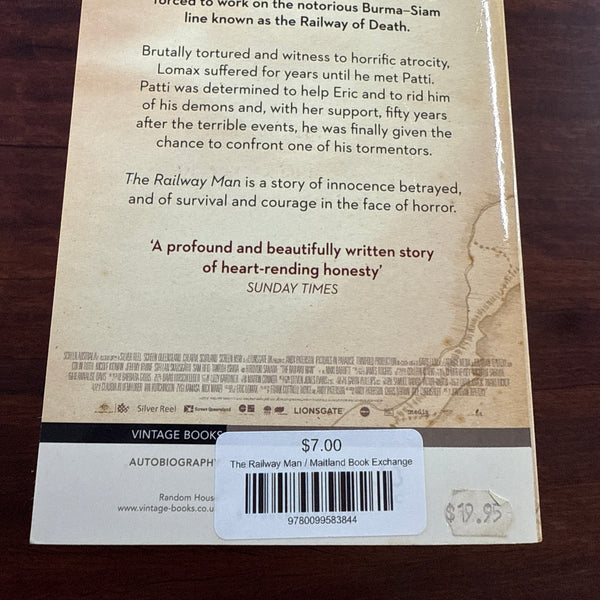 forced to work on the notorious Burma–Siam
line known as the Railway of Death.
Brutally tortured and witness to horrific atrocity,
Lomax suffered for years until he met Patti.
Patti was determined to help Eric and to rid him
of his demons and, with her support, fifty years
after the terrible events, he was finally given the
chance to confront one of his tormentors.
The Railway Man is a story of innocence betrayed,
and of survival and courage in the face of horror.
‘A profound and beautifully written story
of heart-rending honesty’
SUNDAY TIMES
Silver Reel Screen Queensland LIONSGATE media
VINTAGE BOOKS
AUTOBIOGRAPHY
Random House
www.vintage-books.co.u
$7.00
The Railway Man / Maitland Book Exchange
9780099583844
$19.95